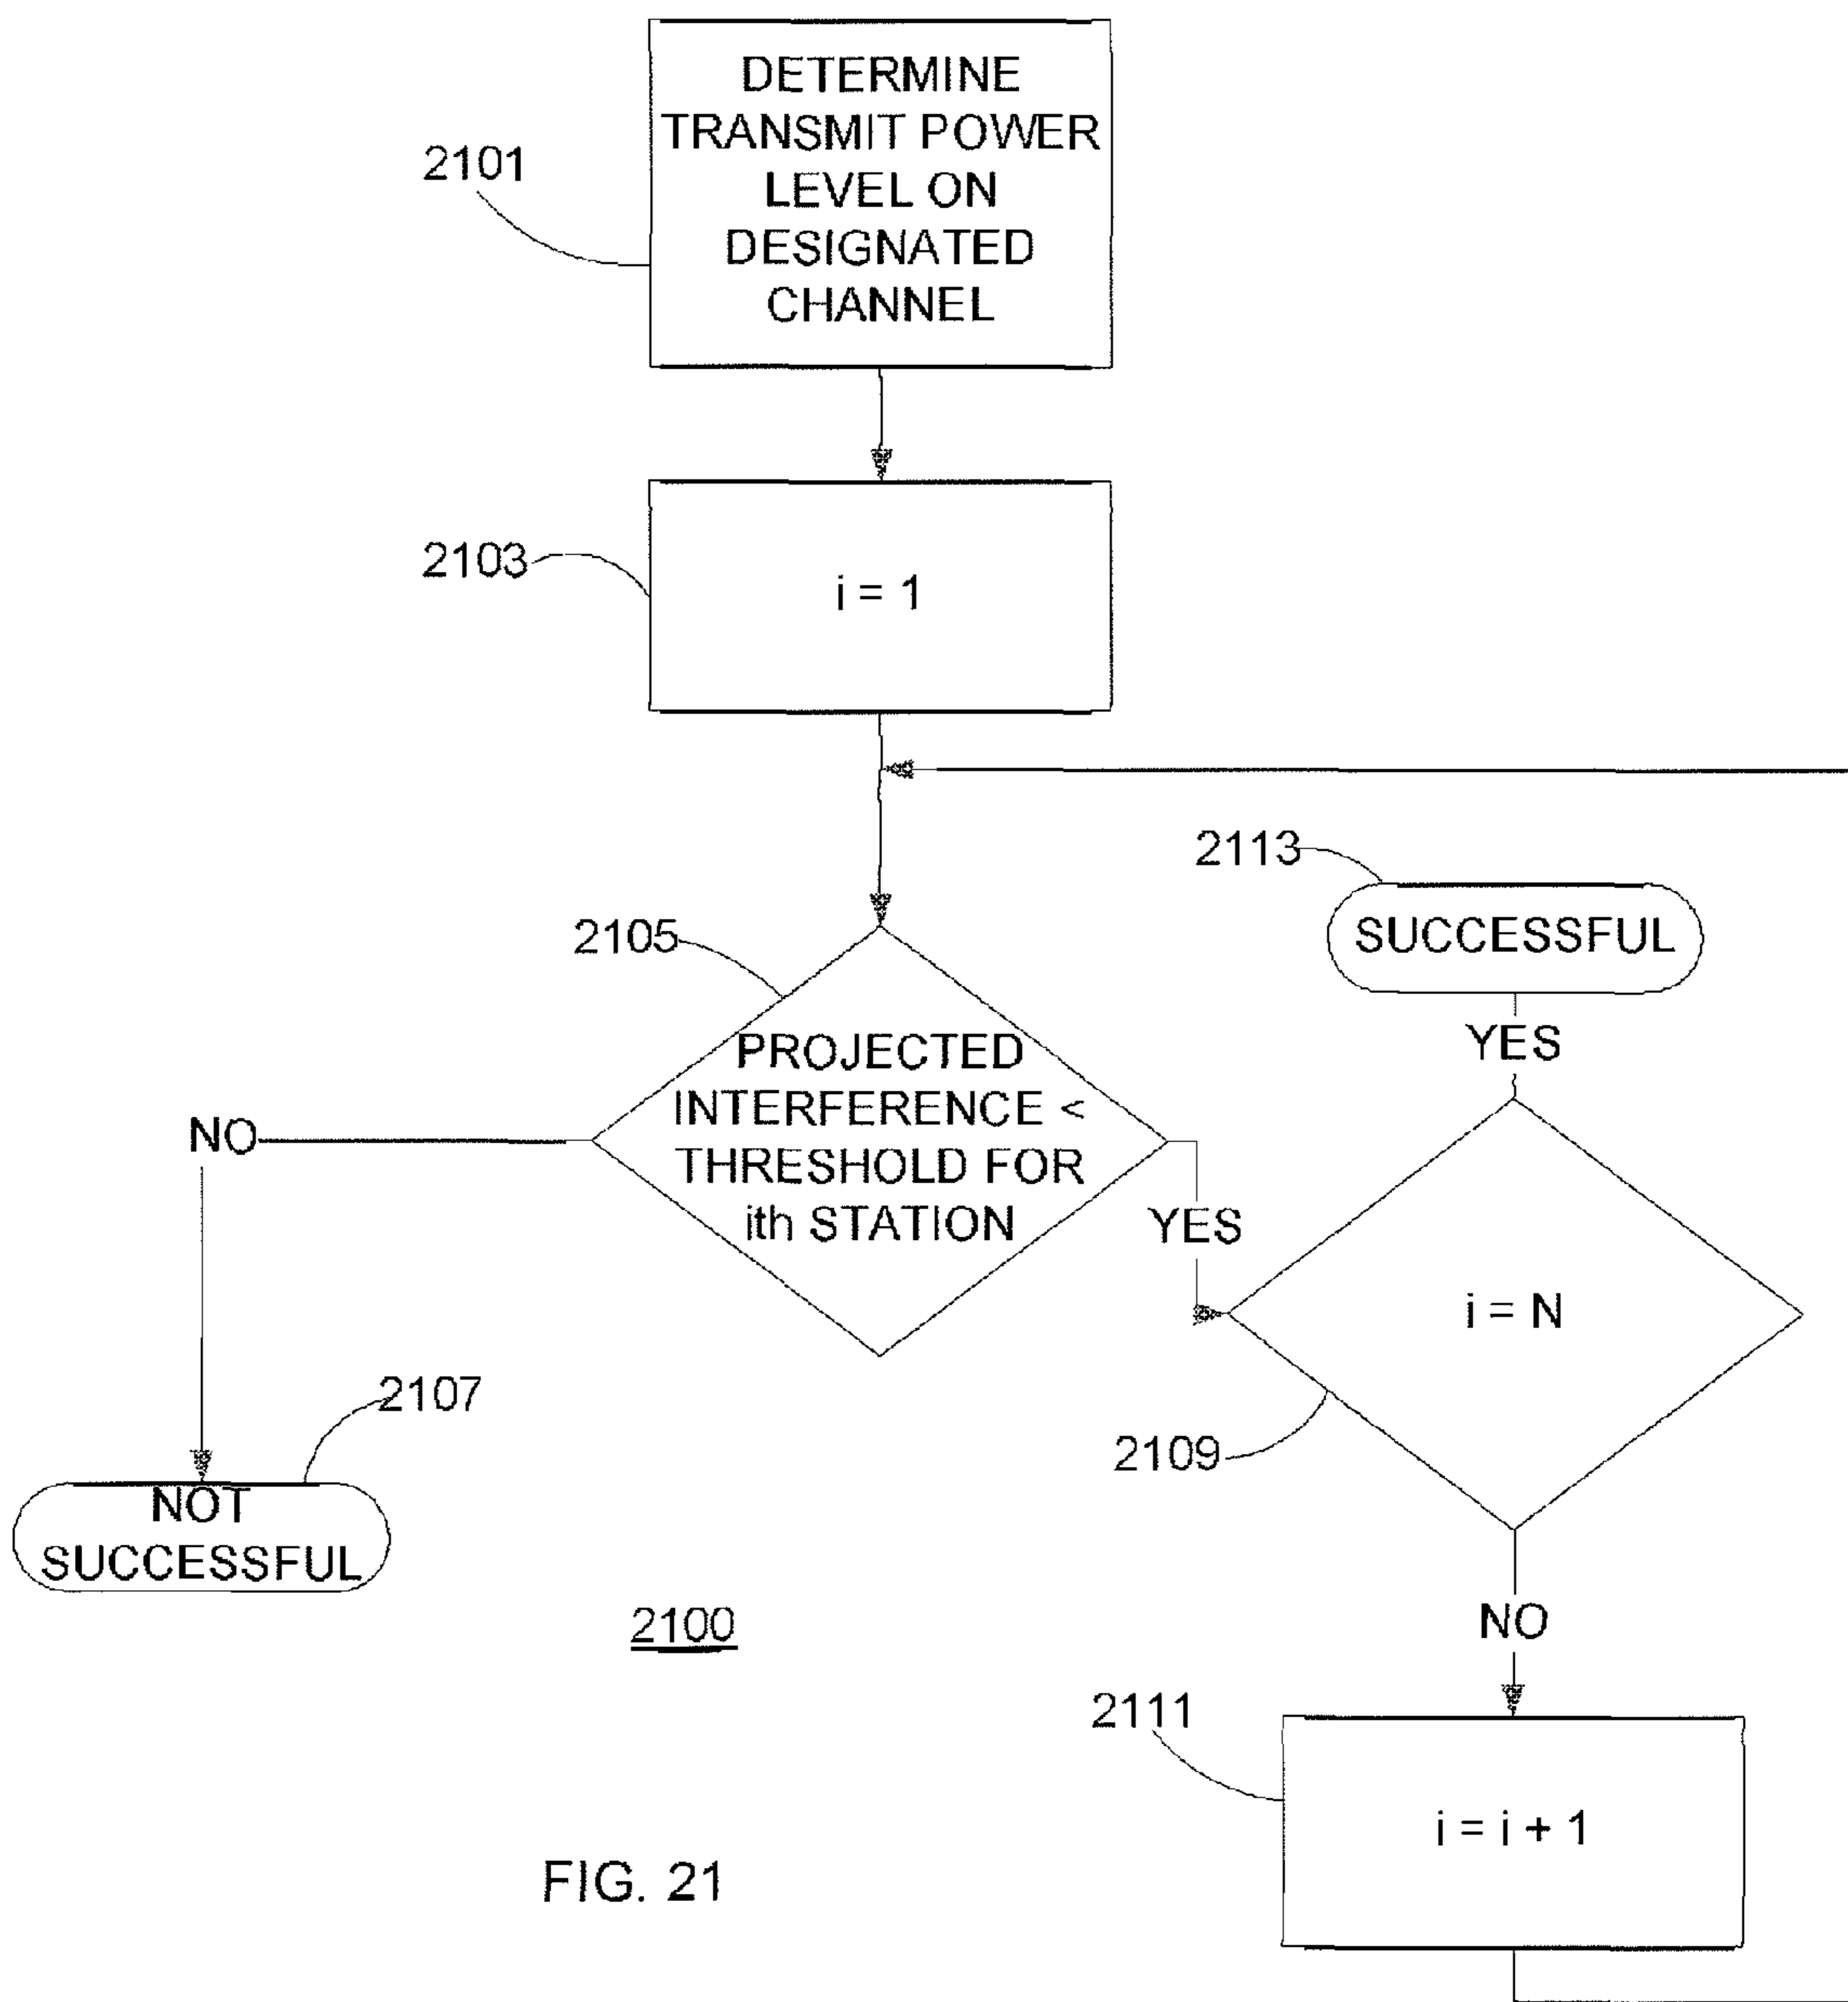 DETERMINE
TRANSMIT POWER
LEVEL ON
DESIGNATED
CHANNEL
2101
2103
i = 1
2113
SUCCESSFUL
2105
YES
PROJECTED
INTERFERENCE <
THRESHOLD FOR
ith STATION
NO
YES
i = N
2107
2109
NOT
SUCCESSFUL
2100
NO
2111
i = i + 1
FIG. 21